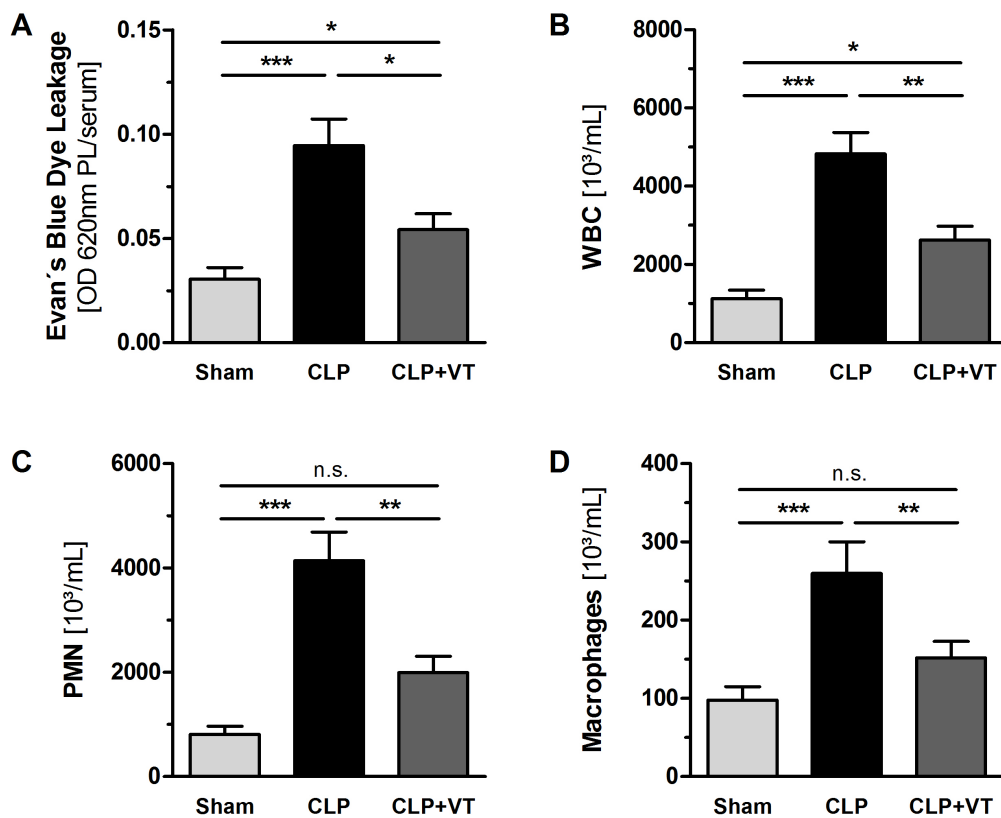 A
Evan´s Blue Dye Leakage
[OD 620nm PL/serum]
0.15
0.10
0.05
0.00
*
***
*
Sham
CLP
CLP+VT
B
WBC [10³/mL]
8000
6000
4000
2000
0
*
***
**
Sham
CLP
CLP+VT
C
PMN [10³/mL]
6000
4000
2000
0
n.s.
***
**
Sham
CLP
CLP+VT
D
Macrophages [10³/mL]
400
300
200
100
0
n.s.
***
**
Sham
CLP
CLP+VT